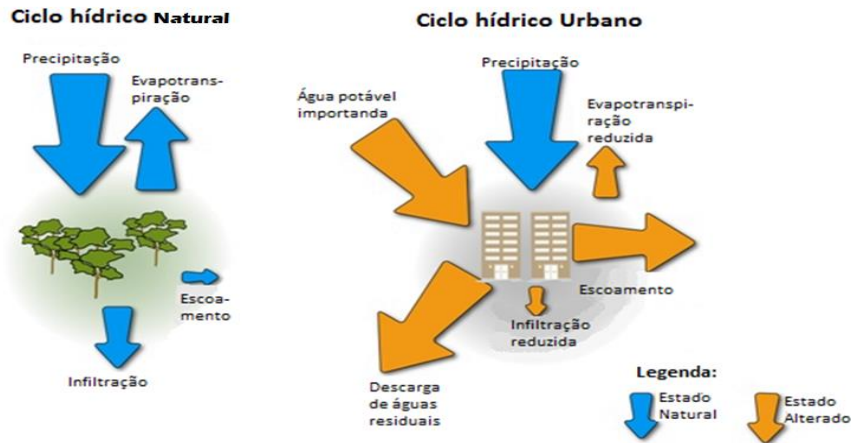 Ciclo hídrico Natural
Precipitação
Evapotrans-
piração
Escoa-
mento
Infiltração
Ciclo hídrico Urbano
Precipitação
Água potável
importanda
Evapotranspi-
ração
reduzida
Escoamento
Infiltração
reduzida
Descarga
de águas
residuais
Legenda:
Estado
Natural
Estado
Alterado